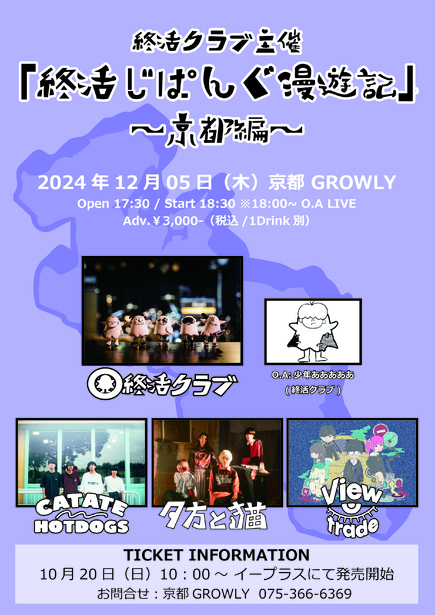 終活クラブ主催
「終活じぱんぐ漫遊記」
～京都編～
2024年12月05日（木）京都 GROWLY
Open 17:30 / Start 18:30 ※18:00~ O.A LIVE
Adv.￥3,000-（税込 /1Drink 別）
終活クラブ
O.A: 少年あああああ
（終活クラブ）
CATATE
HOTDOGS
夕方と猫
View
trade
TICKET INFORMATION
10月20日（日）10：00～ イープラスにて発売開始
お問合せ：京都 GROWLY 075-366-6369